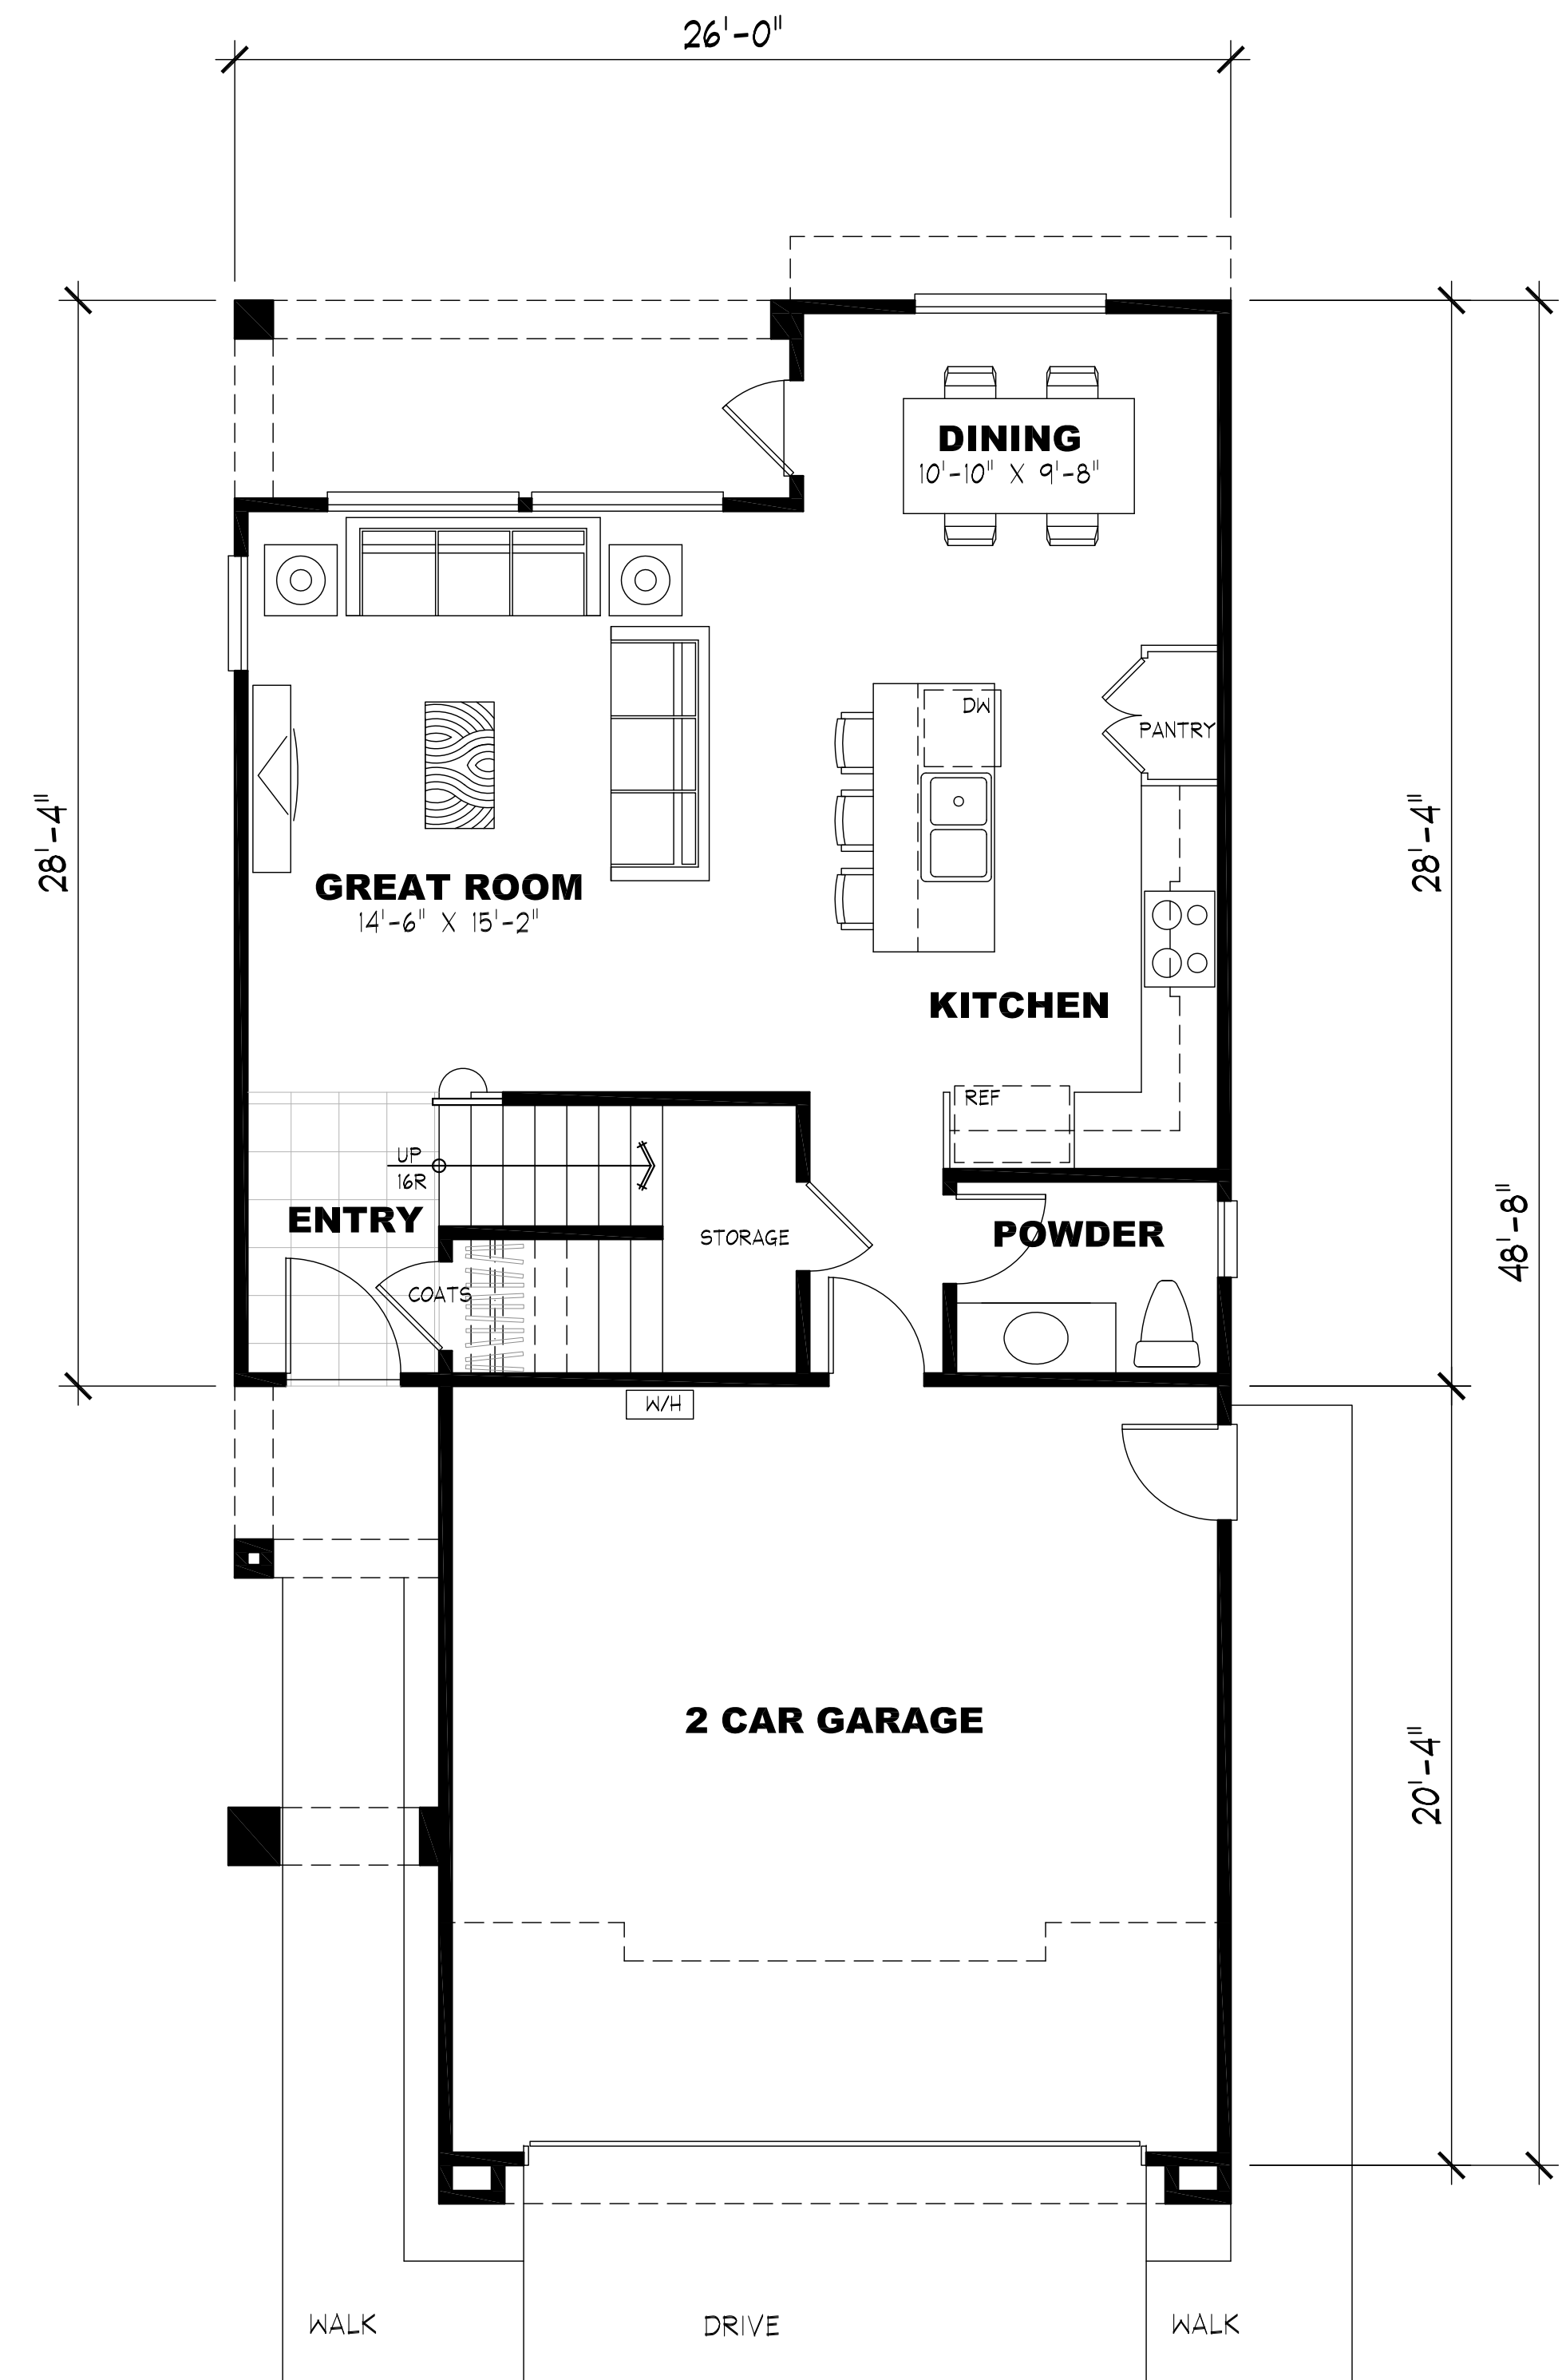 26'-0"
DINING
10'-10" X 9'-8"
DW
PANTRY
28'-4"
28'-4"
GREAT ROOM
14'-6" X 15'-2"
KITCHEN
REF
UP
16R
ENTRY
STORAGE
POWDER
48'-8"
COATS
W/H
2 CAR GARAGE
20'-4"
WALK
DRIVE
WALK